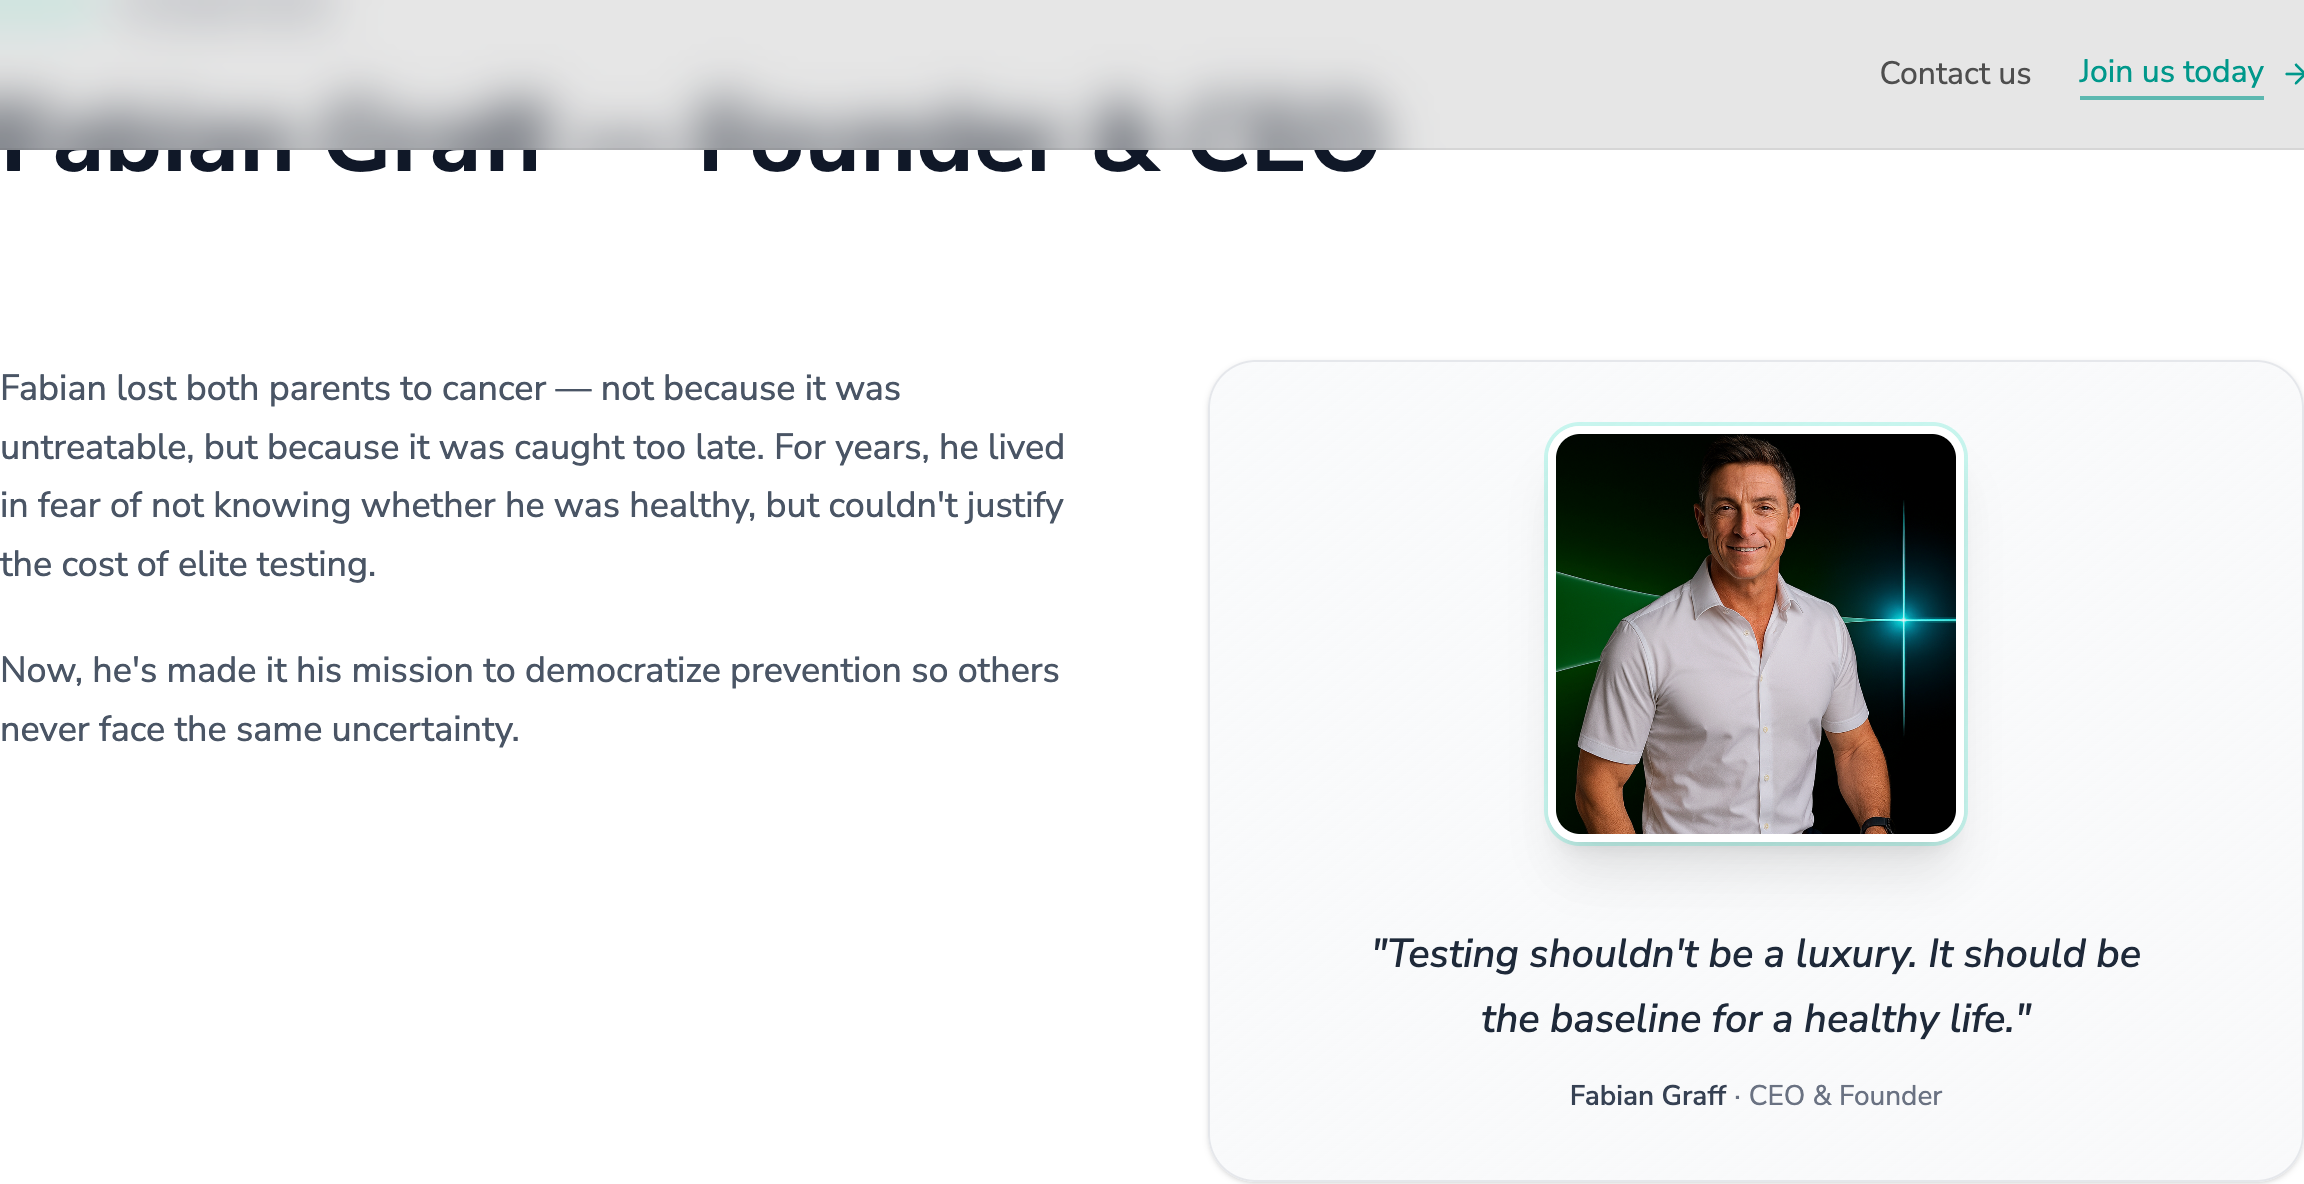 Contact us
Join us today →
Fabian Graff — Founder & CEO
Fabian lost both parents to cancer — not because it was
untreatable, but because it was caught too late. For years, he lived
in fear of not knowing whether he was healthy, but couldn't justify
the cost of elite testing.
Now, he's made it his mission to democratize prevention so others
never face the same uncertainty.
"Testing shouldn't be a luxury. It should be
the baseline for a healthy life."
Fabian Graff · CEO & Founder